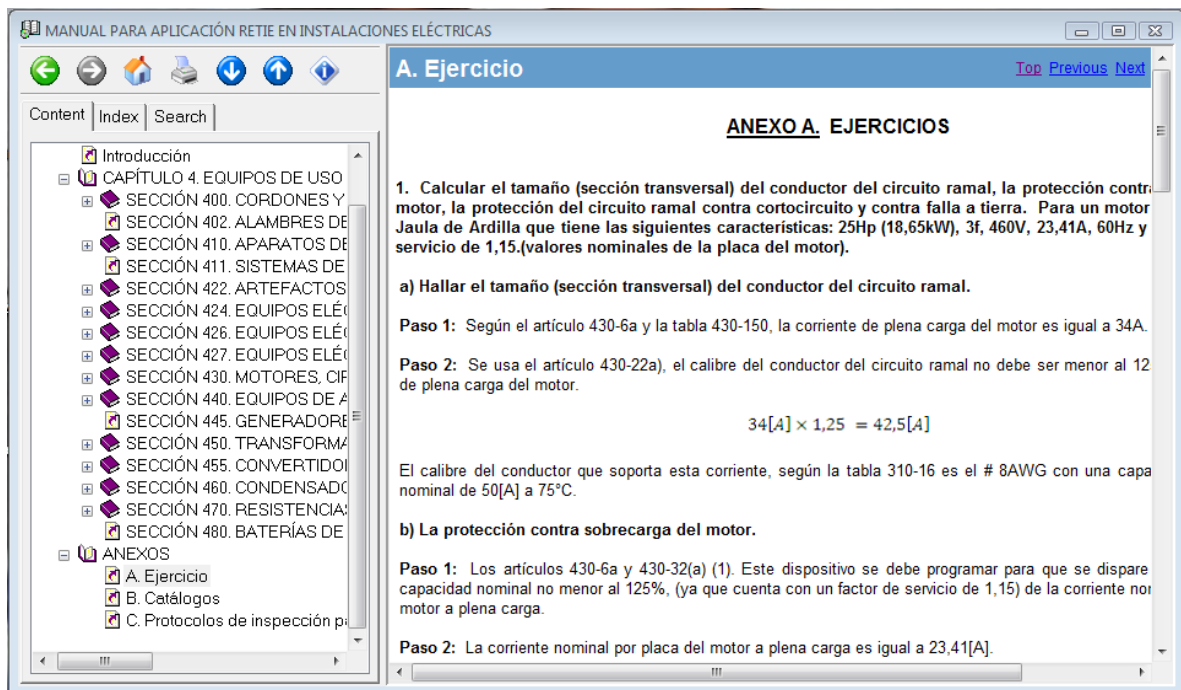 MANUAL PARA APLICACIÓN RETIE EN INSTALACIONES ELÉCTRICAS
Content
Index
Search
Introducción
CAPÍTULO 4. EQUIPOS DE USO
SECCIÓN 400. CORDONES Y
SECCIÓN 402. ALAMBRES DE
SECCIÓN 410. APARATOS DE
SECCIÓN 411. SISTEMAS DE
SECCIÓN 422. ARTEFACTOS
SECCIÓN 424. EQUIPOS ELÉ
SECCIÓN 426. EQUIPOS ELÉ
SECCIÓN 427. EQUIPOS ELÉ
SECCIÓN 430. MOTORES, CIR
SECCIÓN 440. EQUIPOS DE A
SECCIÓN 445. GENERADORE
SECCIÓN 450. TRANSFORMA
SECCIÓN 455. CONVERTIDO
SECCIÓN 460. CONDENSADO
SECCIÓN 470. RESISTENCIA
SECCIÓN 480. BATERÍAS DE
ANEXOS
A. Ejercicio
B. Catálogos
C. Protocolos de inspección p
A. Ejercicio
Top Previous Next
ANEXO A. EJERCICIOS
1. Calcular el tamaño (sección transversal) del conductor del circuito ramal, la protección contr
motor, la protección del circuito ramal contra cortocircuito y contra falla a tierra. Para un motor
Jaula de Ardilla que tiene las siguientes características: 25Hp (18,65kW), 3f, 460V, 23,41A, 60Hz y
servicio de 1,15.(valores nominales de la placa del motor).
a) Hallar el tamaño (sección transversal) del conductor del circuito ramal.
Paso 1: Según el artículo 430-6a y la tabla 430-150, la corriente de plena carga del motor es igual a 34A.
Paso 2: Se usa el artículo 430-22a), el calibre del conductor del circuito ramal no debe ser menor al 12
de plena carga del motor.
34[A] × 1,25 = 42,5[A]
El calibre del conductor que soporta esta corriente, según la tabla 310-16 es el # 8AWG con una capa
nominal de 50[A] a 75°C.
b) La protección contra sobrecarga del motor.
Paso 1: Los artículos 430-6a y 430-32(a) (1). Este dispositivo se debe programar para que se dispare
capacidad nominal no menor al 125%, (ya que cuenta con un factor de servicio de 1,15) de la corriente nor
motor a plena carga.
Paso 2: La corriente nominal por placa del motor a plena carga es igual a 23,41[A].